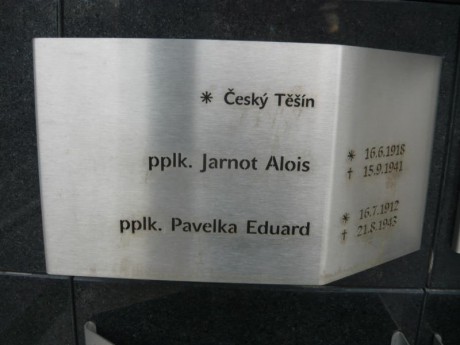 ✳ Český Těšín
pplk. Jarnot Alois
✳ 16.6.1918
† 15.9.1941
pplk. Pavelka Eduard
✳ 16.7.1912
† 21.8.1943